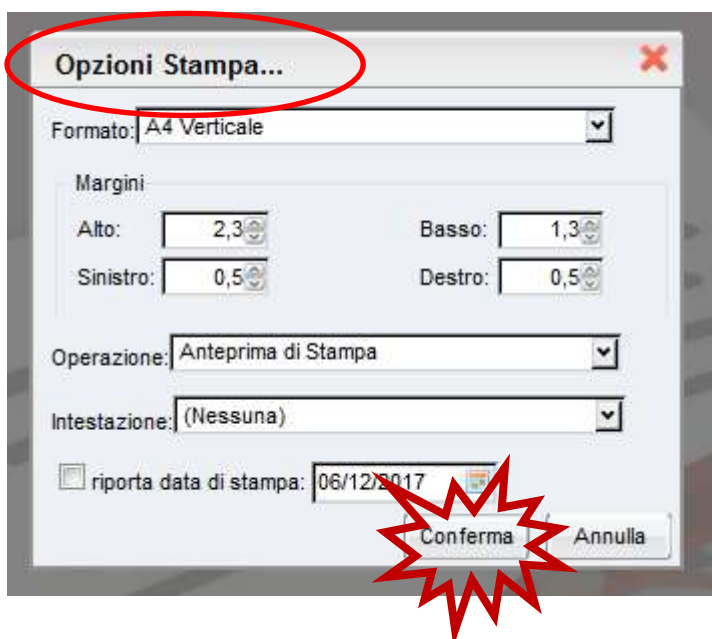 Opzioni Stampa...
Formato: A4 Verticale
Margini
Alto: 2,3 Basso: 1,3
Sinistro: 0,5 Destro: 0,5
Operazione: Anteprima di Stampa
Intestazione: (Nessuna)
riporta data di stampa: 06/12/2017
Conferma Annulla